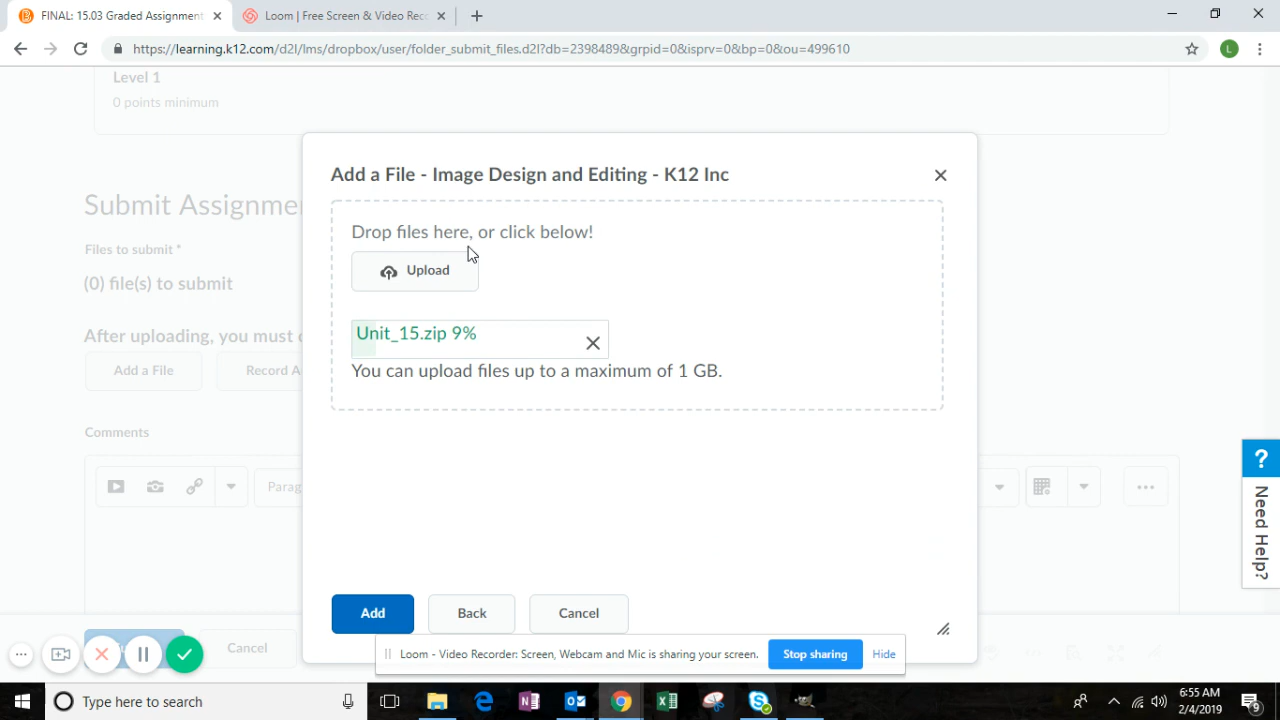 FINAL: 15.03 Graded Assignment
Loom | Free Screen & Video Rec
https://learning.k12.com/d2l/lms/dropbox/user/folder_submit_files.d2l?db=2398489&grpid=0&isprv=0&bp=0&ou=499610
L
Level 1
0 points minimum
Add a File - Image Design and Editing - K12 Inc
Submit Assignme
Drop files here, or click below!
Files to submit *
Upload
(0) file(s) to submit
After uploading, you must c
Unit_15.zip 9%
You can upload files up to a maximum of 1 GB.
Add a File
Record A
Comments
Parag
?
Need Help?
Add
Back
Cancel
Cancel
Loom - Video Recorder: Screen, Webcam and Mic is sharing your screen.
Stop sharing
Hide
Type here to search
6:55 AM
2/4/2019
9